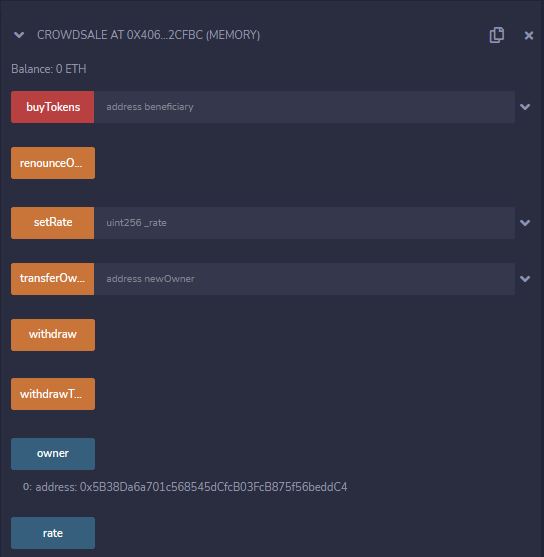 CROWDSALE AT 0X406...2CFBC (MEMORY)
Balance: 0 ETH
buyTokens address beneficiary
renounceO...
setRate uint256 _rate
transferOw... address newOwner
withdraw
withdrawT...
owner
0: address: 0x5B38Da6a701c568545dCfcB03FcB875f56beddC4
rate